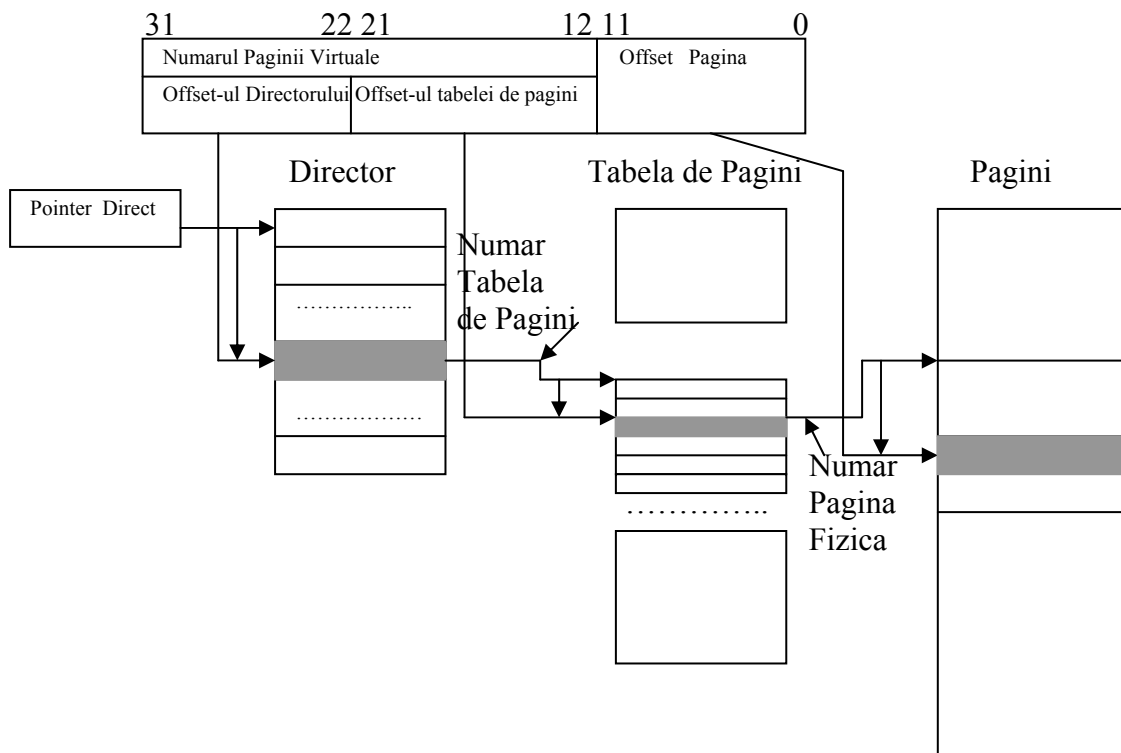 31 22 21 12 11 0
Numarul Paginii Virtuale
Offset Pagina
Offset-ul Directorului
Offset-ul tabelei de pagini
Director
Tabela de Pagini
Pagini
Pointer Direct
Numar
Tabela
de Pagini
……………..
………………
Numar
Pagina
Fizica
…………..